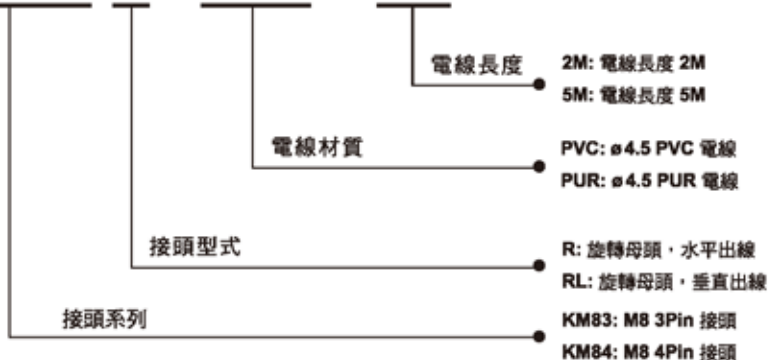 電線長度
2M: 電線長度 2M
5M: 電線長度 5M
電線材質
PVC: ø4.5 PVC 電線
PUR: ø4.5 PUR 電線
接頭型式
R: 旋轉母頭，水平出線
RL: 旋轉母頭，垂直出線
接頭系列
KM83: M8 3Pin 接頭
KM84: M8 4PIn 接頭